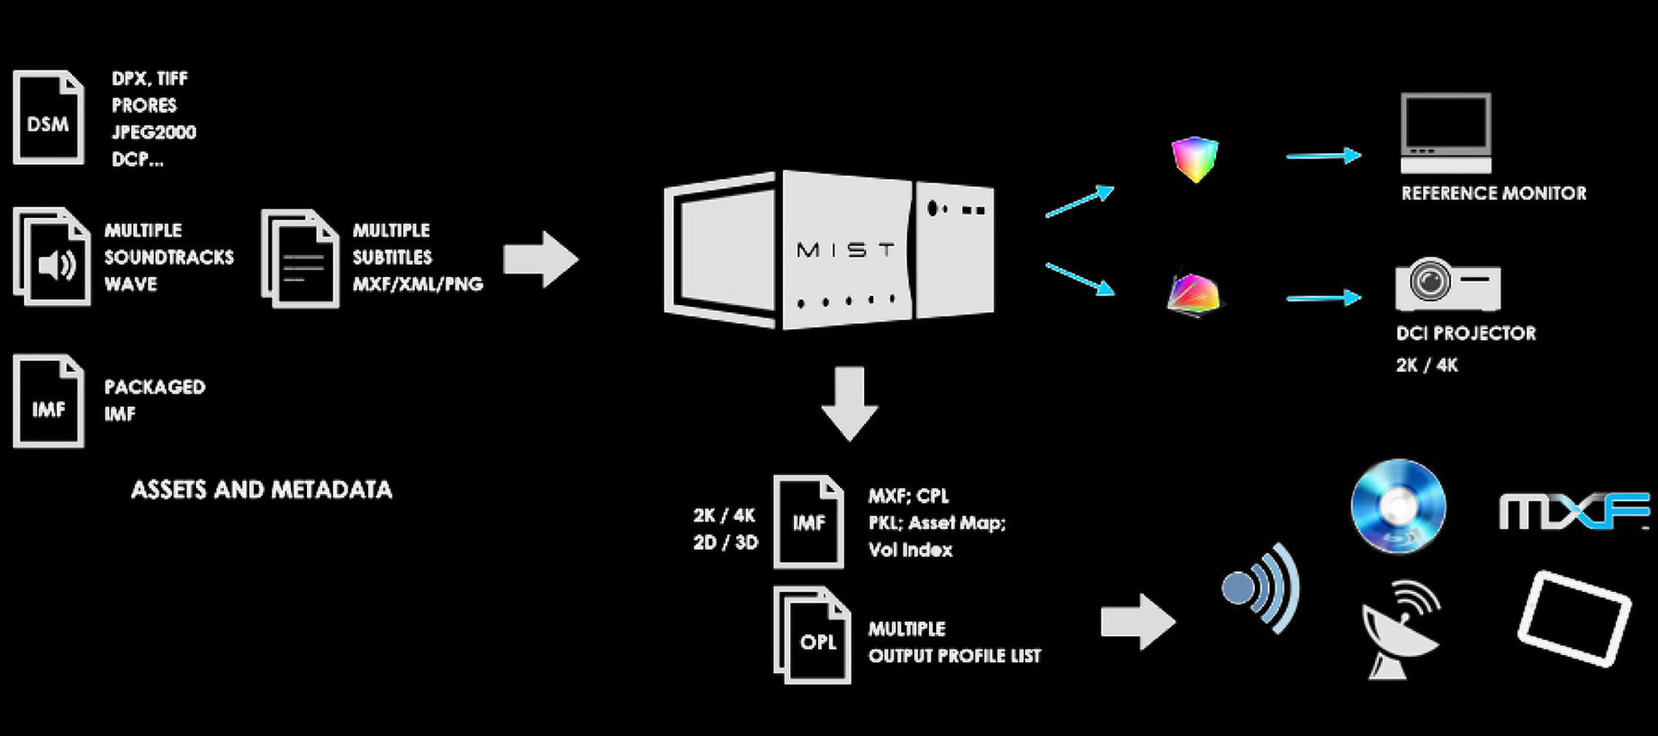 DSM
DPX, TIFF
PRORES
JPEG2000
DCP...
MULTIPLE
SOUNDTRACKS
WAVE
MULTIPLE
SUBTITLES
MXF/XML/PNG
IMF
PACKAGED
IMF
ASSETS AND METADATA
MIST
REFERENCE MONITOR
DCI PROJECTOR
2K / 4K
2K / 4K
2D / 3D
IMF
MXF; CPL
PKL; Asset Map;
Vol Index
OPL
MULTIPLE
OUTPUT PROFILE LIST
MXF